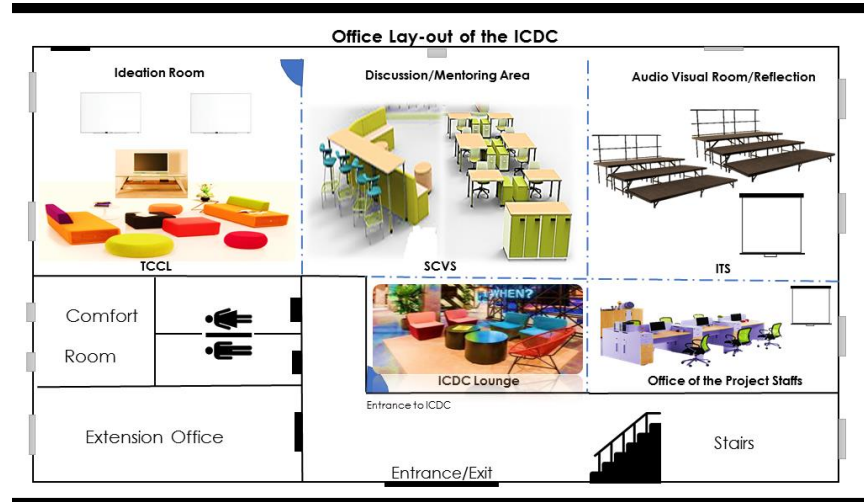 Office Lay-out of the ICDC
Ideation Room
Discussion/Mentoring Area
Audio Visual Room/Reflection
TCCL
SCVS
ITS
Comfort
Room
WHEN?
ICDC Lounge
Office of the Project Staffs
Entrance to ICDC
Extension Office
Stairs
Entrance/Exit